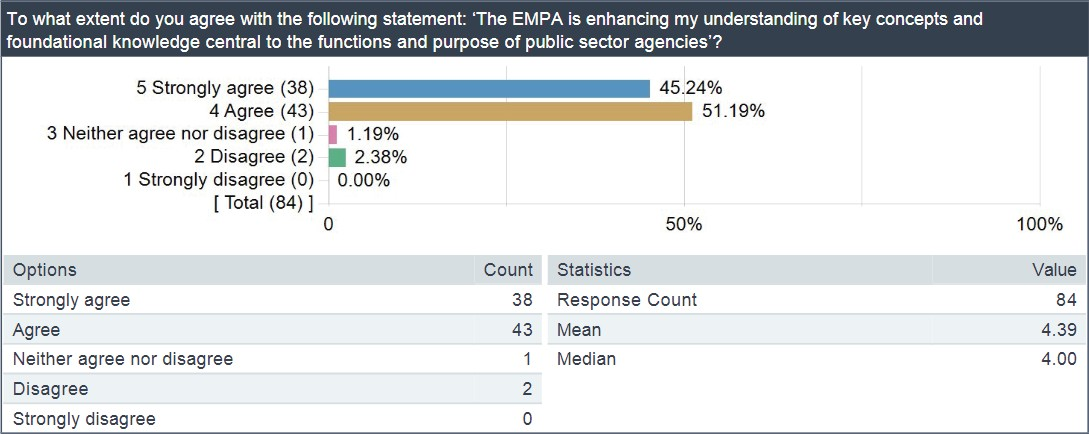 To what extent do you agree with the following statement: ‘The EMPA is enhancing my understanding of key concepts and
foundational knowledge central to the functions and purpose of public sector agencies’?
5 Strongly agree (38) 45.24%
4 Agree (43) 51.19%
3 Neither agree nor disagree (1) 1.19%
2 Disagree (2) 2.38%
1 Strongly disagree (0) 0.00%
[ Total (84) ]
0 50% 100%
Options Count Statistics Value
Strongly agree 38 Response Count 84
Agree 43 Mean 4.39
Neither agree nor disagree 1 Median 4.00
Disagree 2
Strongly disagree 0